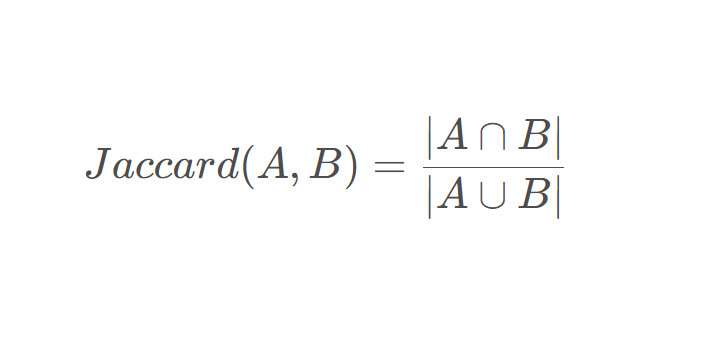 Jaccard(A, B) = |A ∩ B| / |A ∪ B|